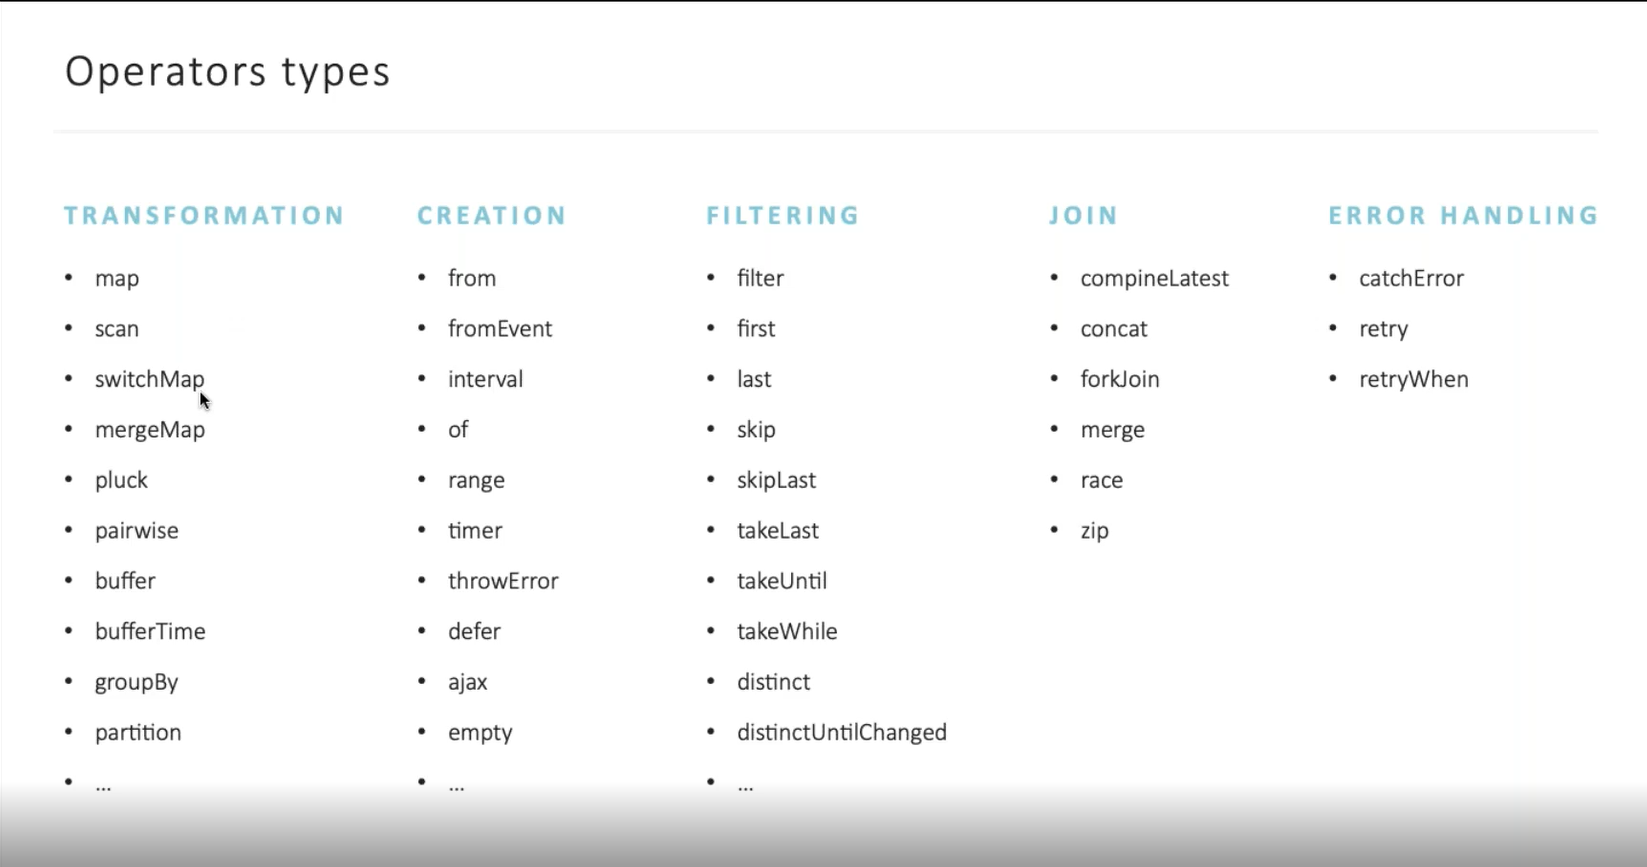 Operators types
TRANSFORMATION
• map
• scan
• switchMap
• mergeMap
• pluck
• pairwise
• buffer
• bufferTime
• groupBy
• partition
• ...
CREATION
• from
• fromEvent
• interval
• of
• range
• timer
• throwError
• defer
• ajax
• empty
• ...
FILTERING
• filter
• first
• last
• skip
• skipLast
• takeLast
• takeUntil
• takeWhile
• distinct
• distinctUntilChanged
• ...
JOIN
• compineLatest
• concat
• forkJoin
• merge
• race
• zip
ERROR HANDLING
• catchError
• retry
• retryWhen